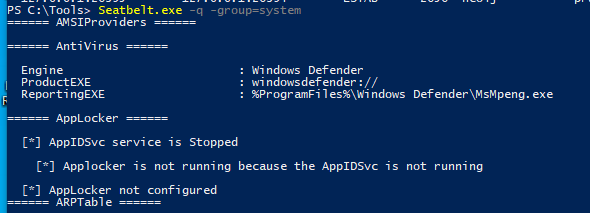 PS C:\Tools> Seatbelt.exe -q -group=system
====== AMSIProviders ======
====== AntiVirus ======
Engine : Windows Defender
ProductEXE : windowsdefender://
ReportingEXE : %ProgramFiles%\Windows Defender\MsMpeng.exe
====== AppLocker ======
[*] AppIDSvc service is Stopped
[*] Applocker is not running because the AppIDSvc is not running
[*] AppLocker not configured
====== ARPTable ======